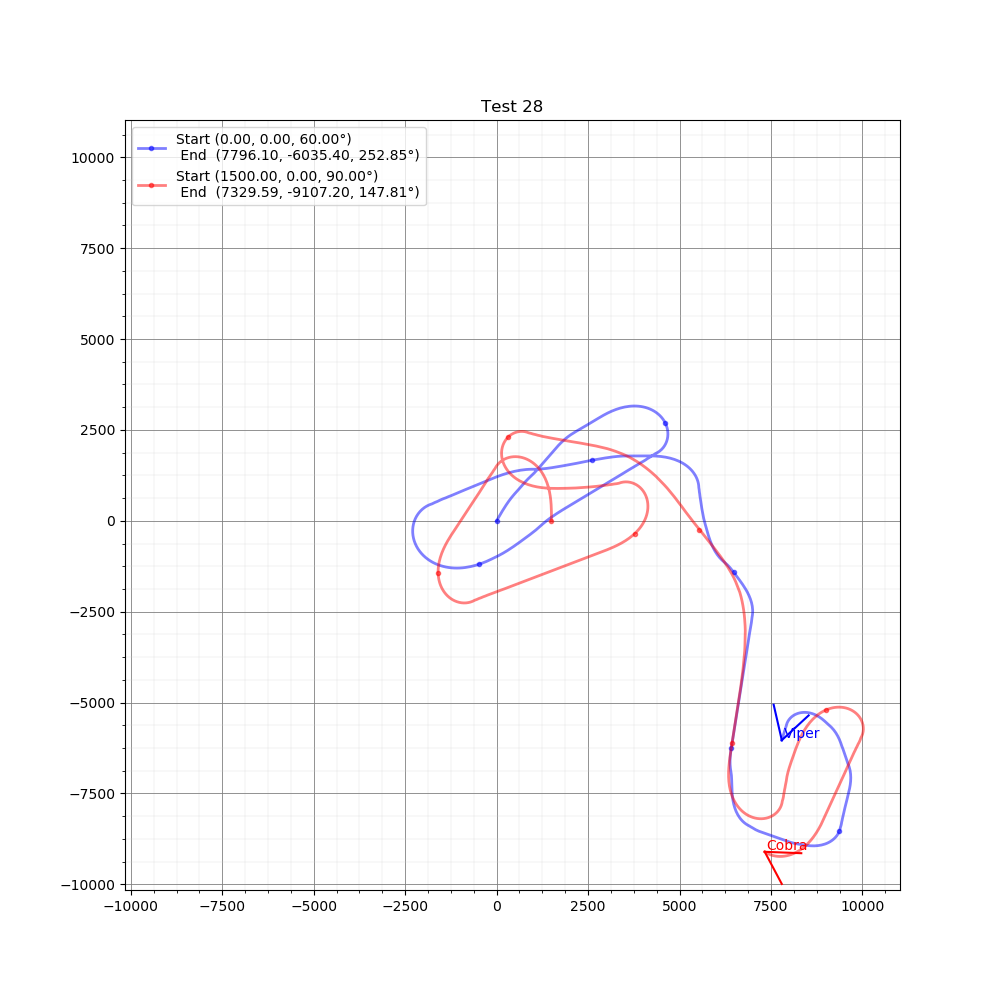 Test 28
Start (0.00, 0.00, 60.00°)
End  (7796.10, -6035.40, 252.85°)
Start (1500.00, 0.00, 90.00°)
End  (7329.59, -9107.20, 147.81°)
10000
7500
5000
2500
0
−2500
−5000
−7500
−10000
Viper
Cobra
−10000 −7500 −5000 −2500 0 2500 5000 7500 10000